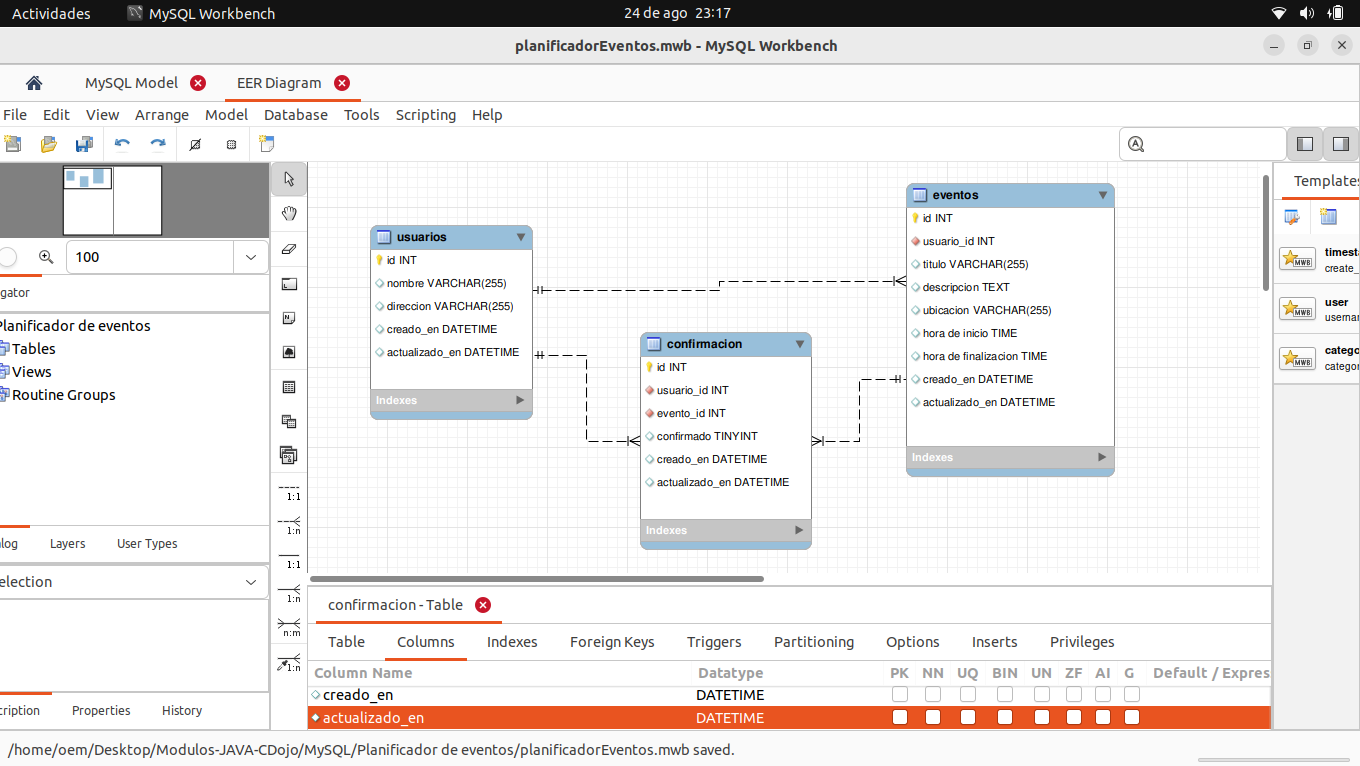 Actividades
MySQL Workbench
24 de ago 23:17
planificadorEventos.mwb - MySQL Workbench
MySQL Model
EER Diagram
File Edit View Arrange Model Database Tools Scripting Help
100
gator
Planificador de eventos
Tables
Views
Routine Groups
alog Layers User Types
election
cription Properties History
1:1
1:n
1:1
1:n
n:m
1:n
usuarios
id INT
nombre VARCHAR(255)
direccion VARCHAR(255)
creado_en DATETIME
actualizado_en DATETIME
Indexes
confirmacion
id INT
usuario_id INT
evento_id INT
confirmado TINYINT
creado_en DATETIME
actualizado_en DATETIME
Indexes
eventos
id INT
usuario_id INT
titulo VARCHAR(255)
descripcion TEXT
ubicacion VARCHAR(255)
hora de inicio TIME
hora de finalizacion TIME
creado_en DATETIME
actualizado_en DATETIME
Indexes
Templates
MWB
timesta
create_
MWB
user
userna
MWB
catego
categor
confirmacion - Table
Table Columns Indexes Foreign Keys Triggers Partitioning Options Inserts Privileges
Column Name Datatype PK NN UQ BIN UN ZF AI G Default / Expres
creado_en DATETIME
actualizado_en DATETIME
/home/oem/Desktop/Modulos-JAVA-CDojo/MySQL/Planificador de eventos/planificadorEventos.mwb saved.